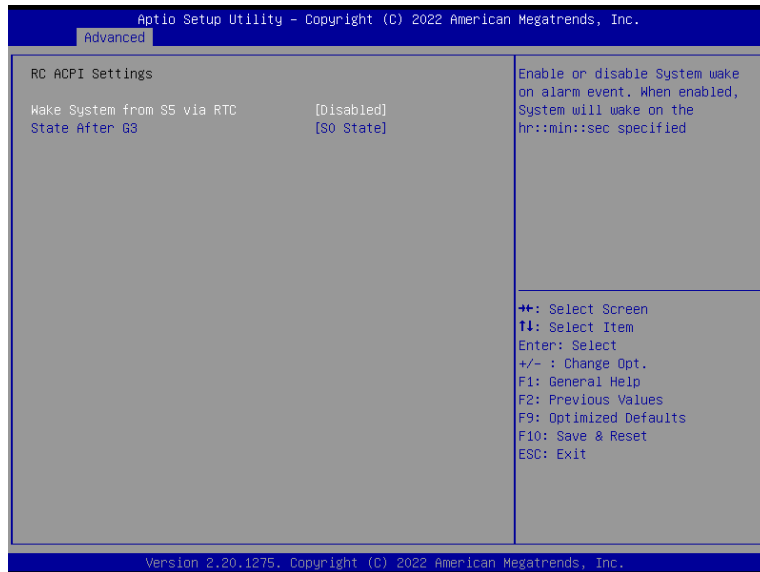 Aptio Setup Utility – Copyright (C) 2022 American Megatrends, Inc.
Advanced
RC ACPI Settings
Wake System from S5 via RTC [Disabled]
State After G3 [S0 State]
Enable or disable System wake
on alarm event. When enabled,
System will wake on the
hr::min::sec specified
→←: Select Screen
↑↓: Select Item
Enter: Select
+/- : Change Opt.
F1: General Help
F2: Previous Values
F9: Optimized Defaults
F10: Save & Reset
ESC: Exit
Version 2.20.1275. Copyright (C) 2022 American Megatrends, Inc.